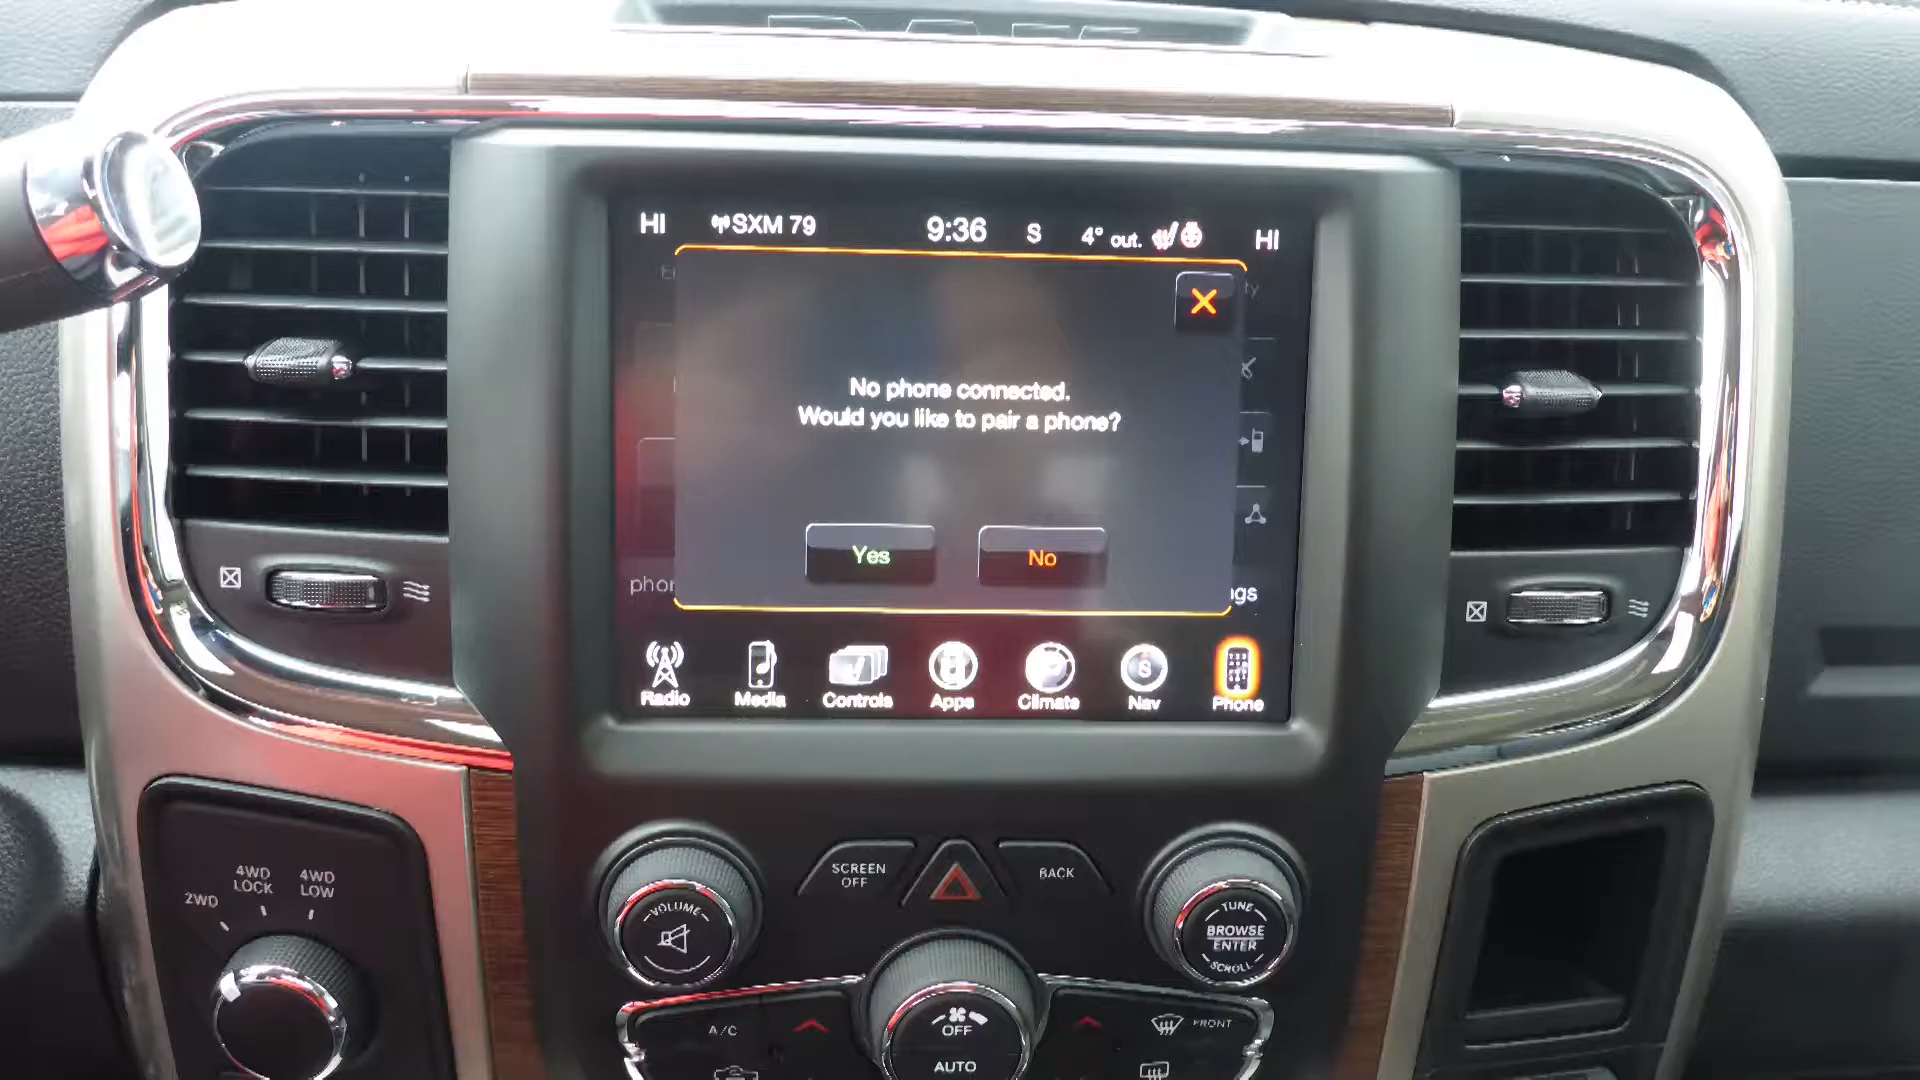 HI SXM 79 9:36 S 4° out. HI
No phone connected.
Would you like to pair a phone?
Yes No
Radio Media Controls Apps Climate Nav Phone
SCREEN
OFF
BACK
4WD
LOCK
4WD
LOW
2WD
VOLUME
TUNE
BROWSE
ENTER
SCROLL
A/C
OFF
AUTO
FRONT